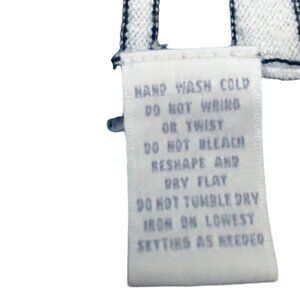 HAND WASH COLD
DO NOT WRING
OR TWIST
DO NOT BLEACH
RESHAPE AND
DRY FLAT
DO NOT TUMBLE DRY
IRON ON LOWEST
SETTING AS NEEDED